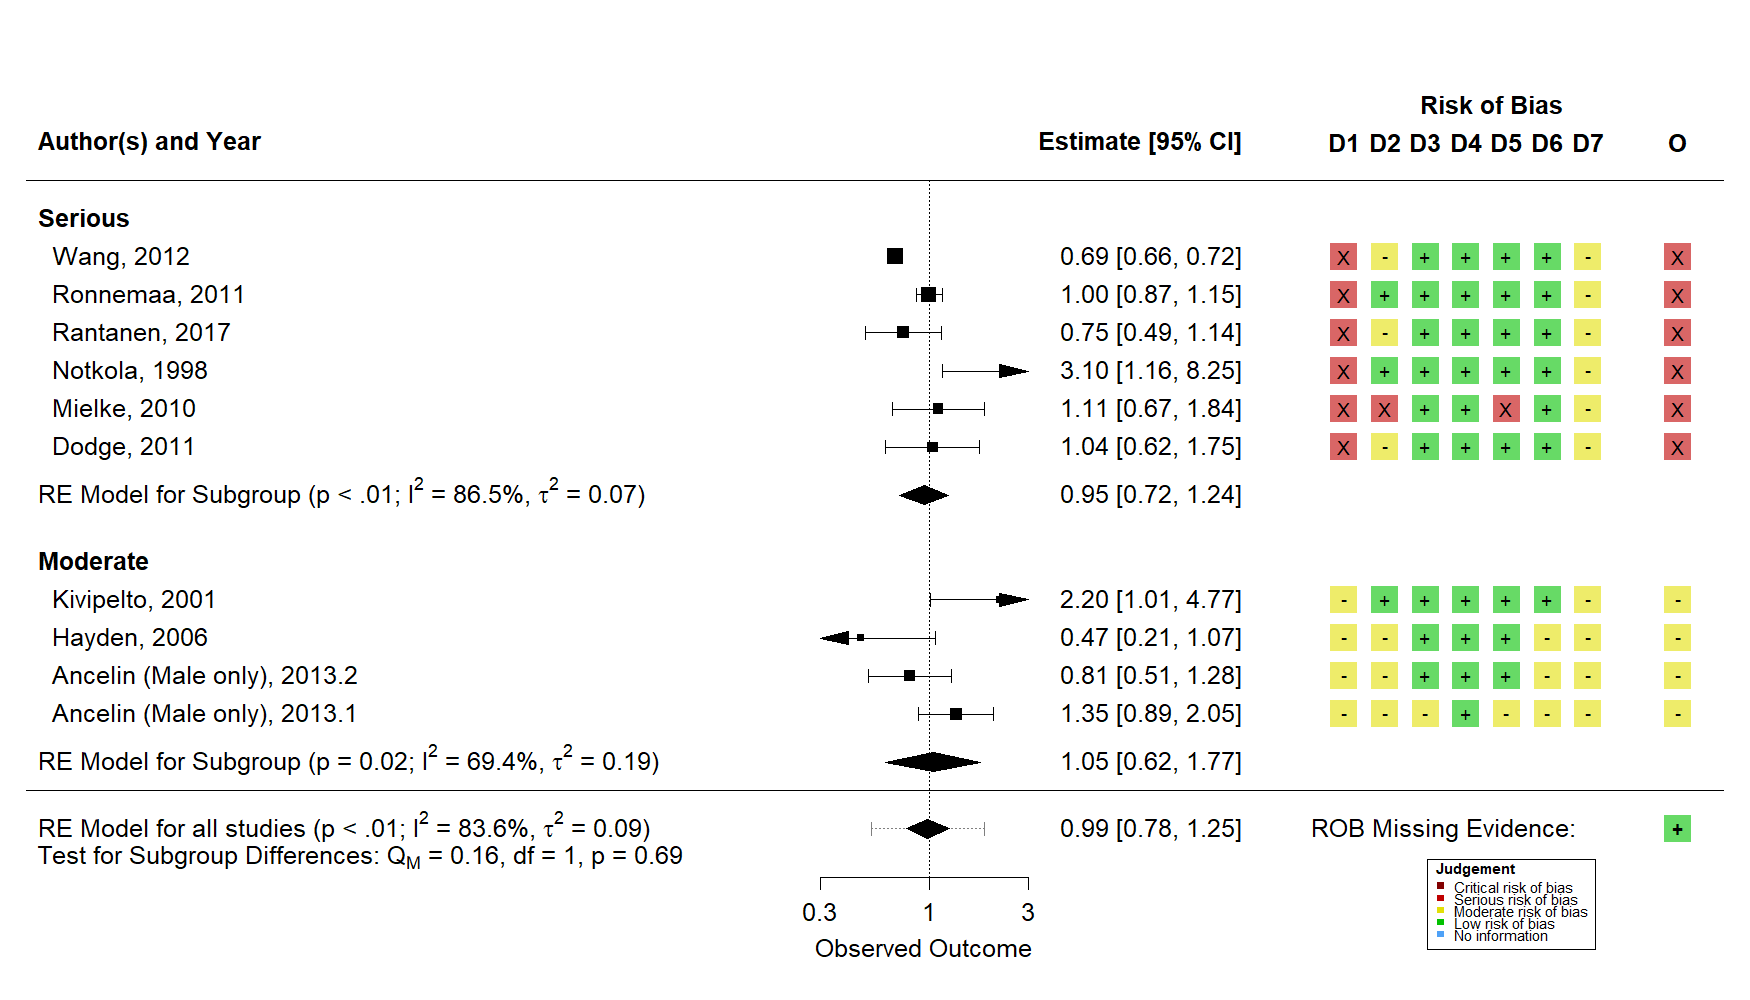 Risk of Bias
Author(s) and Year Estimate [95% CI] D1 D2 D3 D4 D5 D6 D7 O
Serious
Wang, 2012 0.69 [0.66, 0.72] X - + + + + - X
Ronnemaa, 2011 1.00 [0.87, 1.15] X + + + + + - X
Rantanen, 2017 0.75 [0.49, 1.14] X - + + + + - X
Notkola, 1998 3.10 [1.16, 8.25] X + + + + + - X
Mielke, 2010 1.11 [0.67, 1.84] X X + + X + - X
Dodge, 2011 1.04 [0.62, 1.75] X - + + + + - X
RE Model for Subgroup (p < .01; I² = 86.5%, τ² = 0.07) 0.95 [0.72, 1.24]
Moderate
Kivipelto, 2001 2.20 [1.01, 4.77] - + + + + + - -
Hayden, 2006 0.47 [0.21, 1.07] - - + + + - - -
Ancelin (Male only), 2013.2 0.81 [0.51, 1.28] - - + + + - - -
Ancelin (Male only), 2013.1 1.35 [0.89, 2.05] - - - + - - - -
RE Model for Subgroup (p = 0.02; I² = 69.4%, τ² = 0.19) 1.05 [0.62, 1.77]
RE Model for all studies (p < .01; I² = 83.6%, τ² = 0.09) 0.99 [0.78, 1.25] ROB Missing Evidence: +
Test for Subgroup Differences: Q_M = 0.16, df = 1, p = 0.69
0.3 1 3
Observed Outcome
Judgement
Critical risk of bias
Serious risk of bias
Moderate risk of bias
Low risk of bias
No information